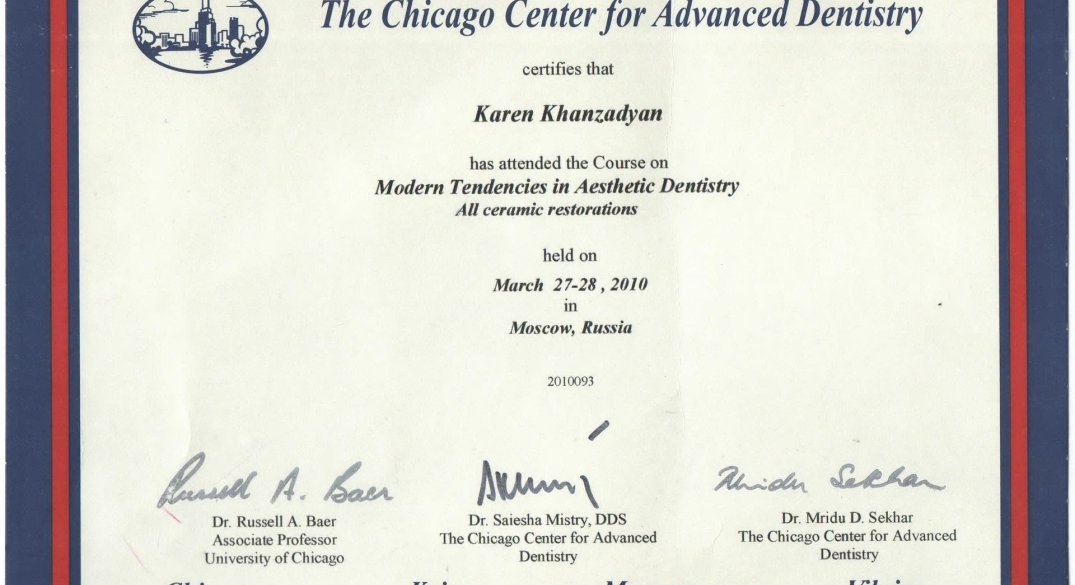 The Chicago Center for Advanced Dentistry
certifies that
Karen Khanzadyan
has attended the Course on
Modern Tendencies in Aesthetic Dentistry
All ceramic restorations
held on
March 27-28 , 2010
in
Moscow, Russia
2010093
Russell A. Baer
Mridu Sekhar
Dr. Russell A. Baer
Associate Professor
University of Chicago
Dr. Saiesha Mistry, DDS
The Chicago Center for Advanced
Dentistry
Dr. Mridu D. Sekhar
The Chicago Center for Advanced
Dentistry